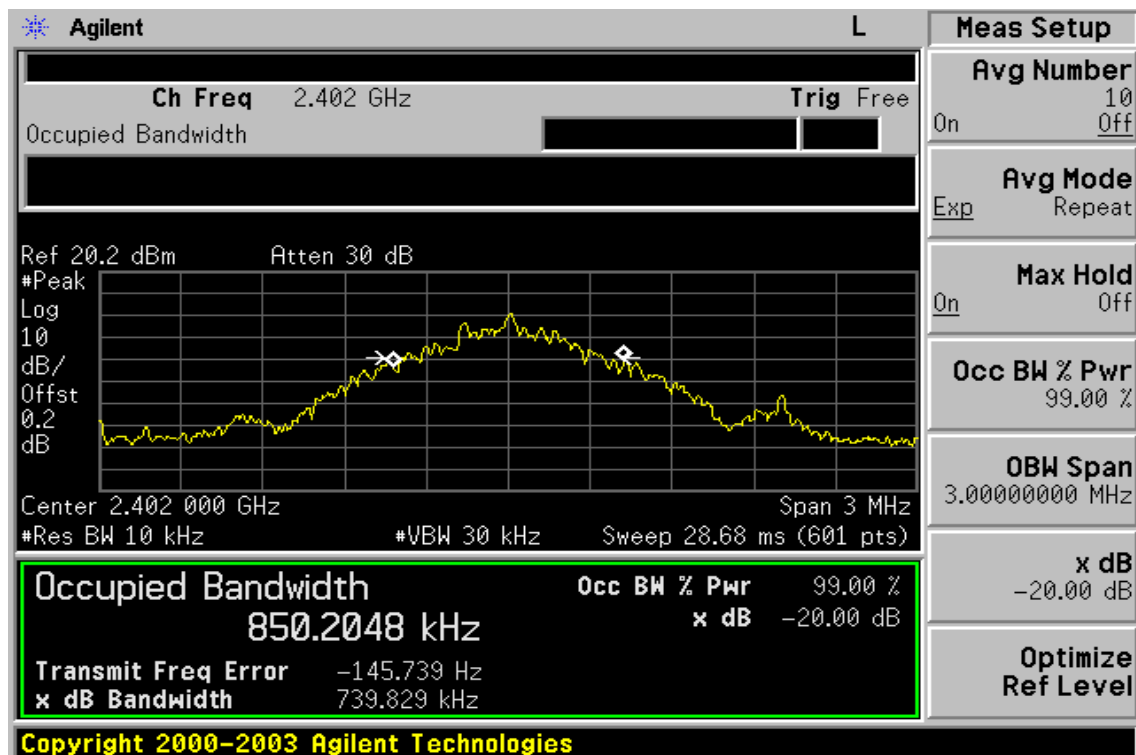 Agilent L
Ch Freq 2.402 GHz Trig Free
Occupied Bandwidth
Ref 20.2 dBm Atten 30 dB
#Peak
Log
10
dB/
Offst
0.2
dB
Center 2.402 000 GHz Span 3 MHz
#Res BW 10 kHz #VBW 30 kHz Sweep 28.68 ms (601 pts)
Occupied Bandwidth Occ BW % Pwr 99.00 %
850.2048 kHz x dB -20.00 dB
Transmit Freq Error -145.739 Hz
x dB Bandwidth 739.829 kHz
Copyright 2000-2003 Agilent Technologies
Meas Setup
Avg Number
10
On Off
Avg Mode
Exp Repeat
Max Hold
On Off
Occ BW % Pwr
99.00 %
OBW Span
3.00000000 MHz
x dB
-20.00 dB
Optimize
Ref Level